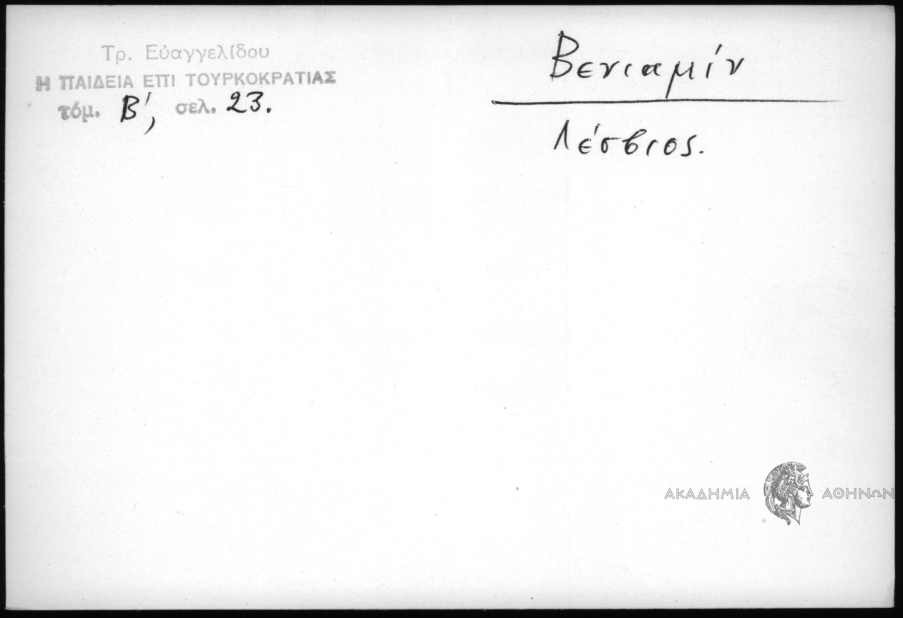 Τρ. Εὐαγγελίδου
Η ΠΑΙΔΕΙΑ ΕΠΙ ΤΟΥΡΚΟΚΡΑΤΙΑΣ
τόμ. Β΄, σελ. 23.
Βενιαμίν
Λέσβιος.
ΑΚΑΔΗΜΙΑ ΑΘΗΝΩΝ